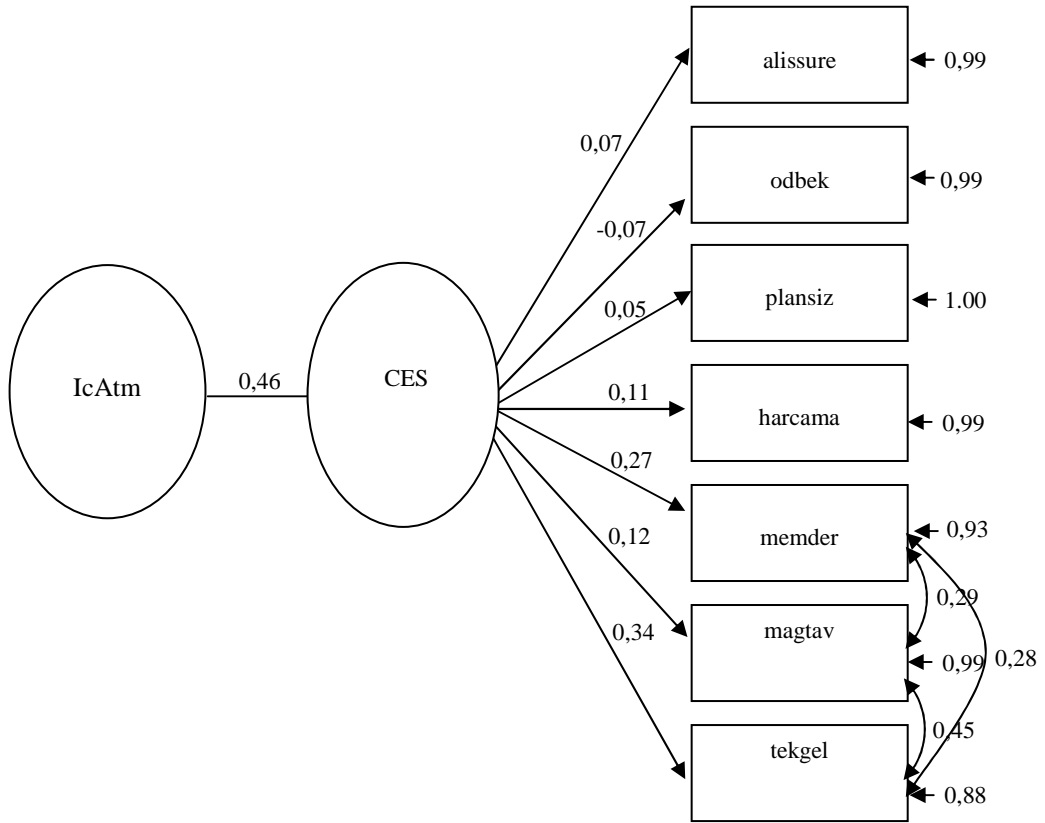 alissure
0,99
0,07
odbek
0,99
-0,07
plansiz
1.00
0,05
IcAtm
0,46
CES
0,11
harcama
0,99
0,27
memder
0,93
0,12
0,29
magtav
0,34
0,99
0,28
0,45
tekgel
0,88